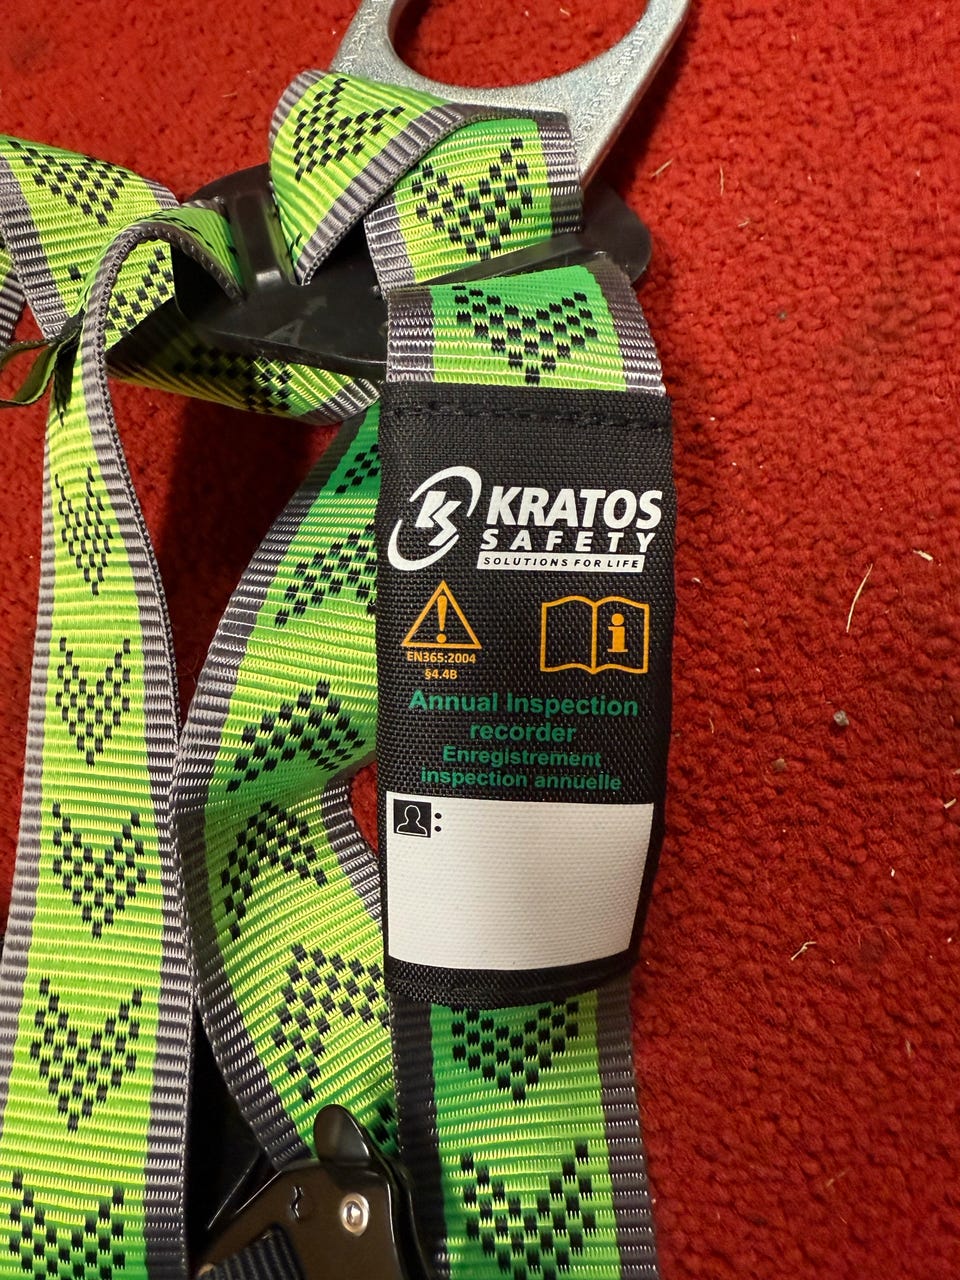 KRATOS
SAFETY
SOLUTIONS FOR LIFE
EN365:2004
§4.4B
Annual Inspection
recorder
Enregistrement
inspection annuelle